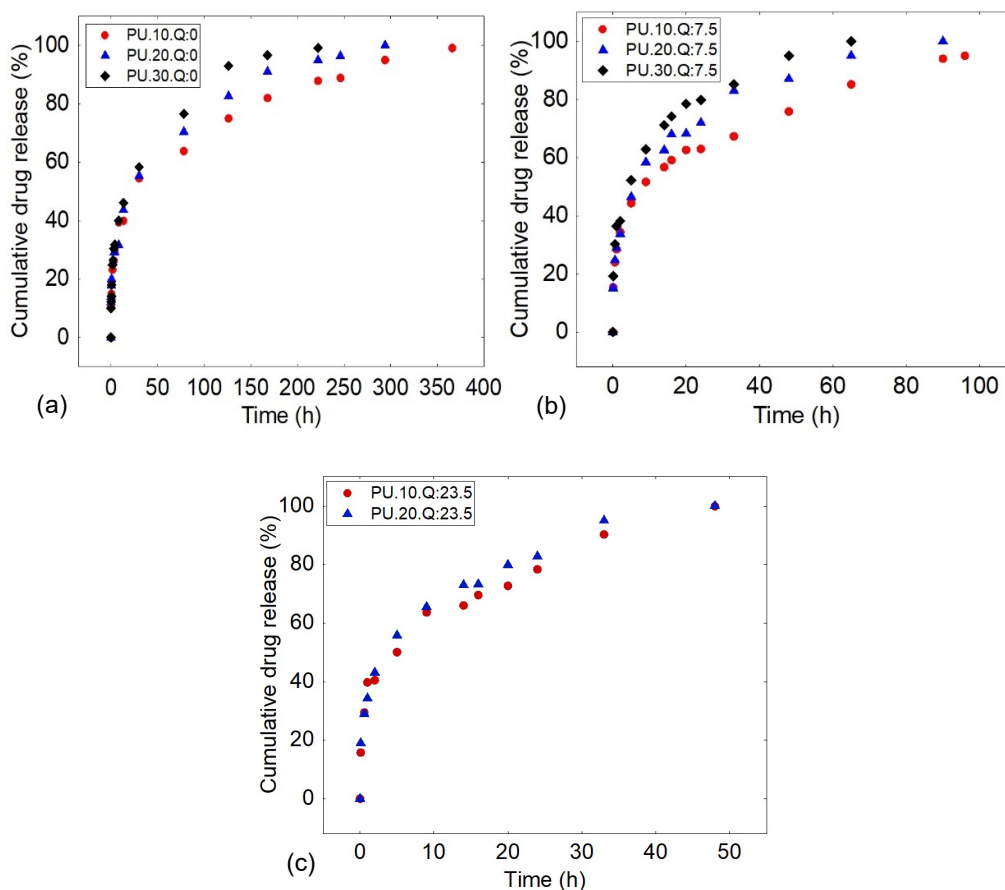 PU.10.Q:0
PU.20.Q:0
PU.30.Q:0
100
80
60
40
20
0
Cumulative drug release (%)
0 50 100 150 200 250 300 350 400
Time (h)
(a)
PU.10.Q:7.5
PU.20.Q:7.5
PU.30.Q:7.5
100
80
60
40
20
0
Cumulative drug release (%)
0 20 40 60 80 100
Time (h)
(b)
PU.10.Q:23.5
PU.20.Q:23.5
100
80
60
40
20
0
Cumulative drug release (%)
0 10 20 30 40 50
Time (h)
(c)